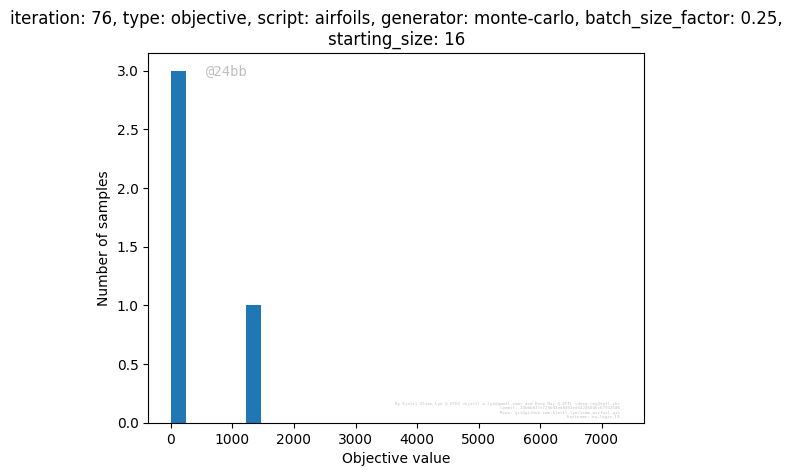 iteration: 76, type: objective, script: airfoils, generator: monte-carlo, batch_size_factor: 0.25,
starting_size: 16
@24bb
3.0
2.5
2.0
1.5
1.0
0.5
0.0
Number of samples
0 1000 2000 3000 4000 5000 6000 7000
Objective value